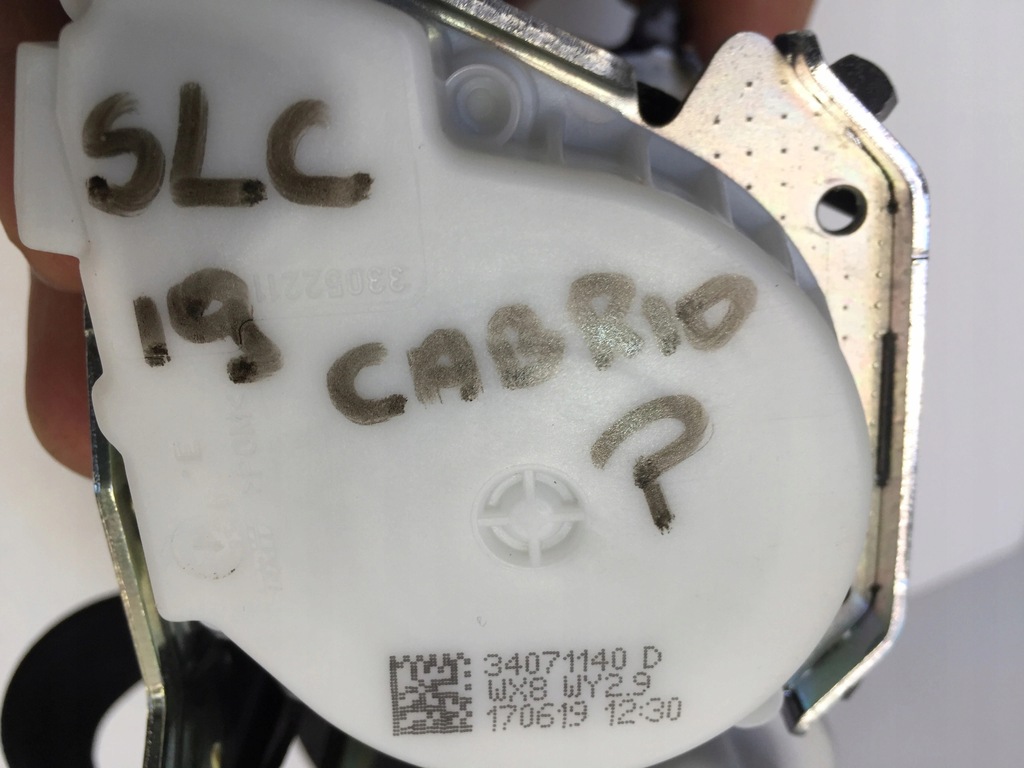 SLC
19
CABRIO
?
34071140 D
WX8 WY2.9
170619 12:30